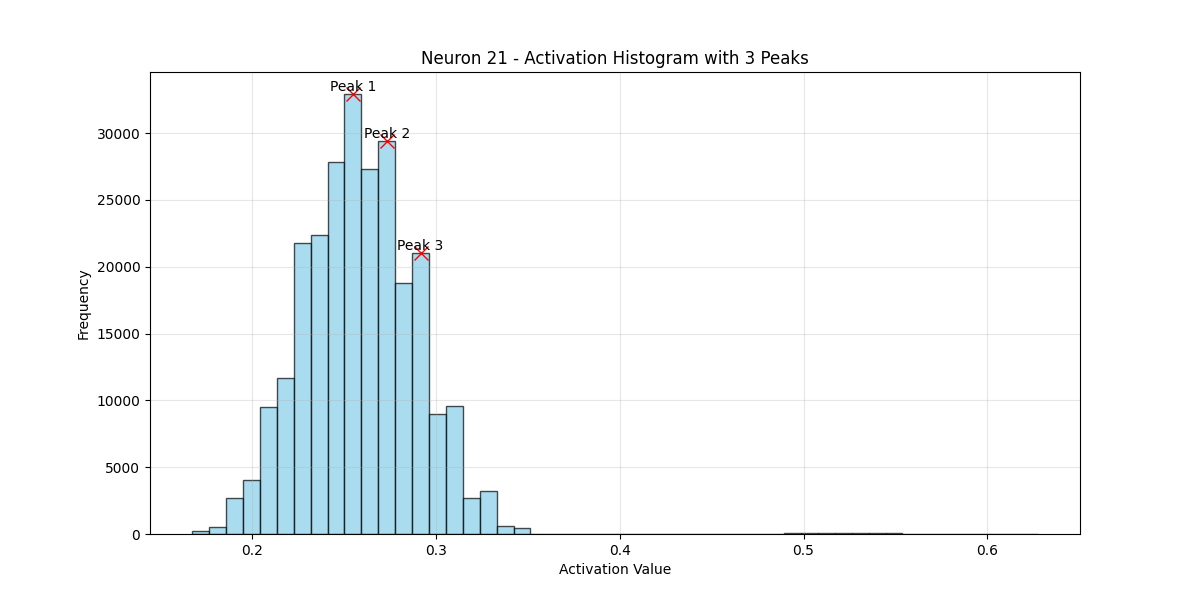 Neuron 21 - Activation Histogram with 3 Peaks
Peak 1
Peak 2
Peak 3
30000
25000
20000
15000
10000
5000
0
Frequency
0.2 0.3 0.4 0.5 0.6
Activation Value